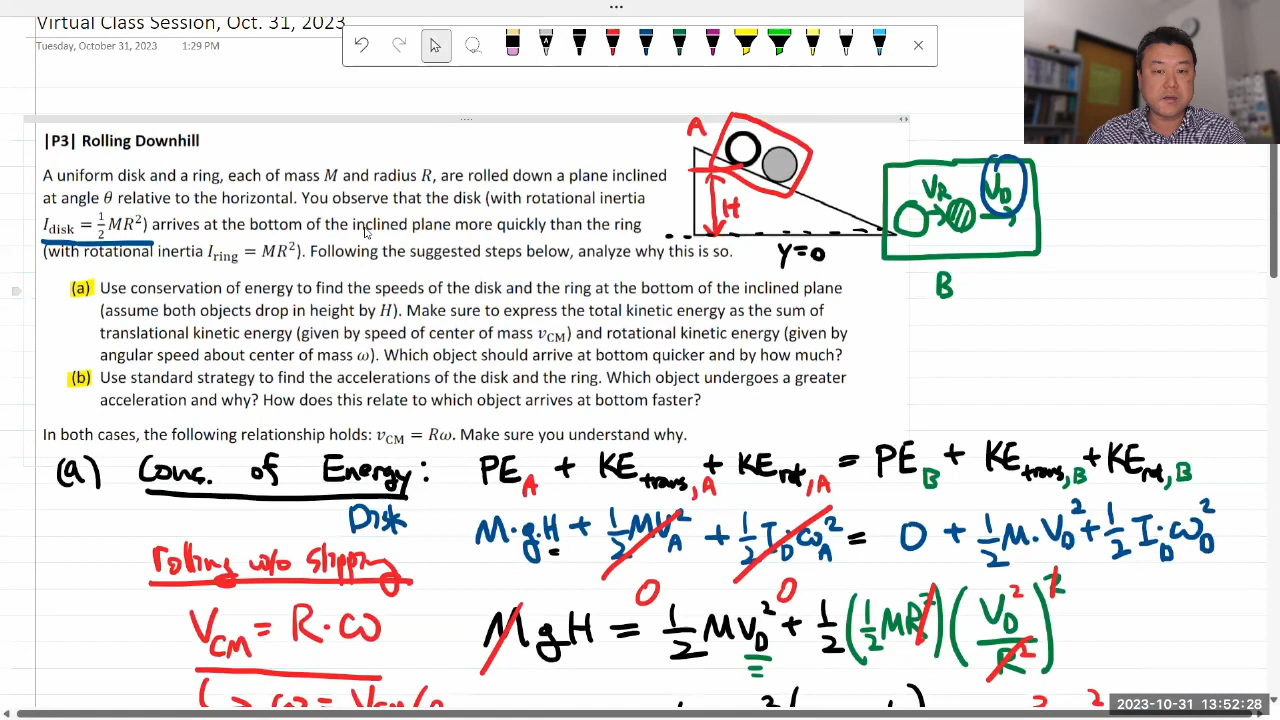 Virtual Class Session, Oct. 31, 2023
Tuesday October 31, 2023 1:29 PM
|P3| Rolling Downhill
A uniform disk and a ring, each of mass M and radius R, are rolled down a plane inclined
at angle θ relative to the horizontal. You observe that the disk (with rotational inertia
I_disk = ½MR²) arrives at the bottom of the inclined plane more quickly than the ring
(with rotational inertia I_ring = MR²). Following the suggested steps below, analyze why this is so.
(a) Use conservation of energy to find the speeds of the disk and the ring at the bottom of the inclined plane
(assume both objects drop in height by H). Make sure to express the total kinetic energy as the sum of
translational kinetic energy (given by speed of center of mass v_CM) and rotational kinetic energy (given by
angular speed about center of mass ω). Which object should arrive at bottom quicker and by how much?
(b) Use standard strategy to find the accelerations of the disk and the ring. Which object undergoes a greater
acceleration and why? How does this relate to which object arrives at bottom faster?
In both cases, the following relationship holds: v_CM = Rω. Make sure you understand why.
A
H
y=0
V_R V_D
B
(a) Cons. of Energy: PE_A + KE_trans,A + KE_rot,A = PE_B + KE_trans,B + KE_rot,B
Disk
M·gH + ½MV_A² + ½I_D·ω_A² = 0 + ½M·V_D² + ½I_D·ω_D²
0 0
rolling w/o slipping
V_CM = R·ω
MgH = ½MV_D² + ½(½MR²)(V_D²/R²)²
2023-10-31 13:52:28